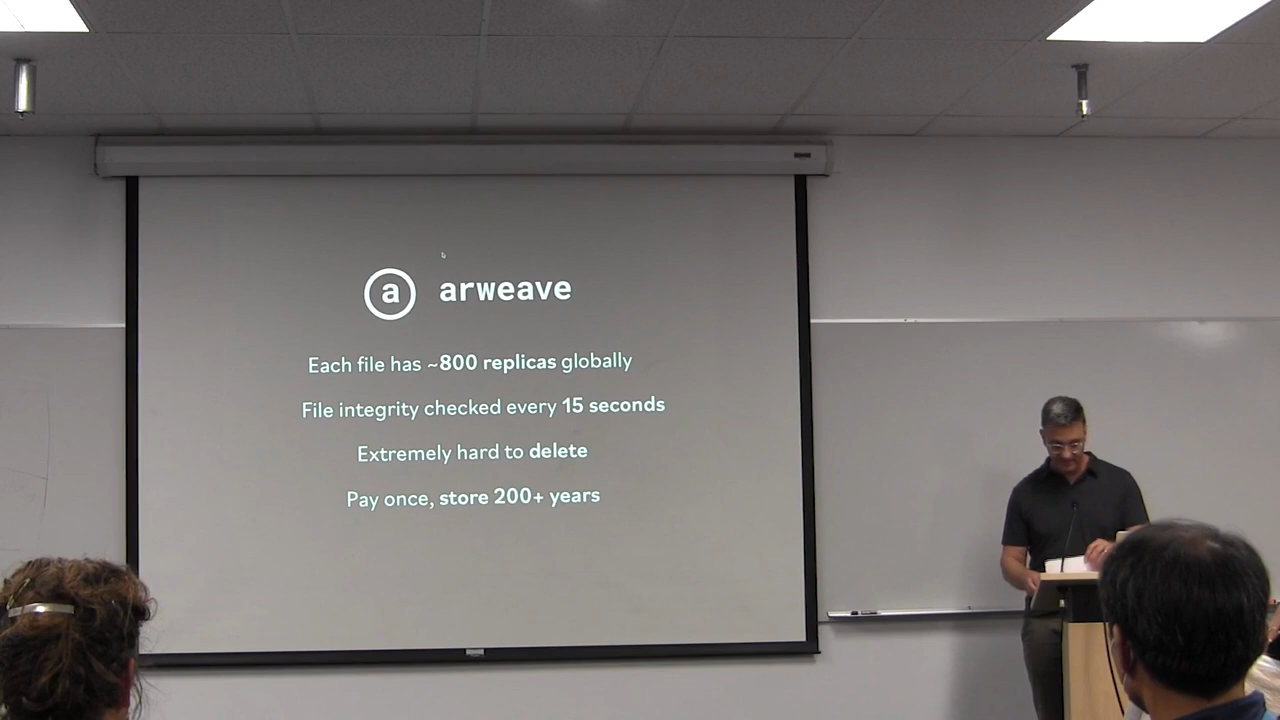 a arweave
Each file has ~800 replicas globally
File integrity checked every 15 seconds
Extremely hard to delete
Pay once, store 200+ years